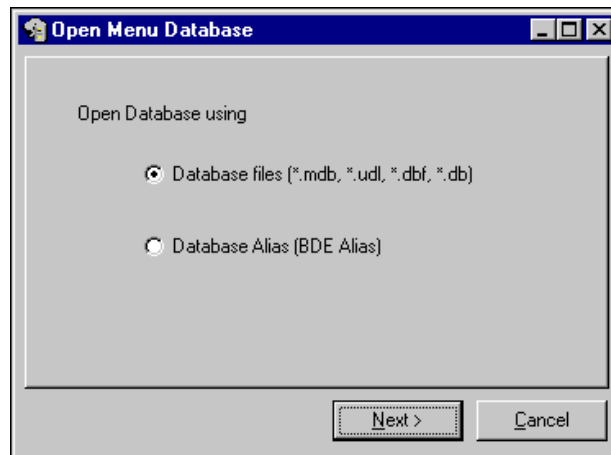 Open Menu Database
Open Database using
Database files (*.mdb, *.udl, *.dbf, *.db)
Database Alias (BDE Alias)
Next >
Cancel